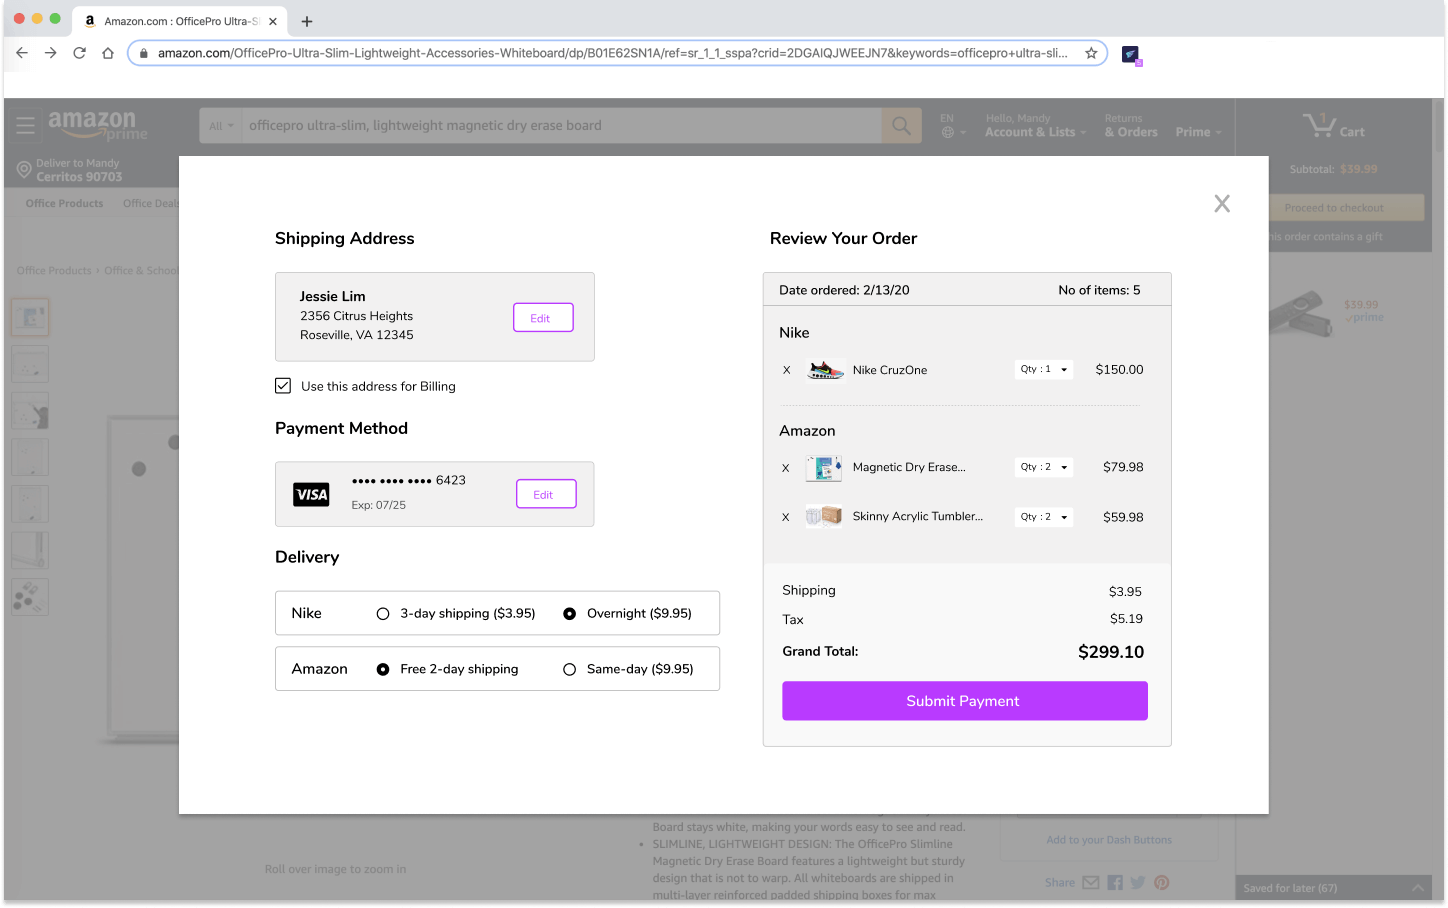 Amazon.com : OfficePro Ultra-S
amazon.com/OfficePro-Ultra-Slim-Lightweight-Accessories-Whiteboard/dp/B01E62SN1A/ref=sr_1_1_sspa?crid=2DGAIQJWEEJN7&keywords=officepro+ultra-sli...
amazon
prime
All
officepro ultra-slim, lightweight magnetic dry erase board
EN
Hello, Mandy
Account & Lists
Returns
& Orders
Prime
1
Cart
Deliver to Mandy
Cerritos 90703
Subtotal: $39.99
Office Products
Office Deals
Proceed to checkout
his order contains a gift
Office Products › Office & School
$39.99
prime
X
Shipping Address
Jessie Lim
2356 Citrus Heights
Roseville, VA 12345
Edit
Use this address for Billing
Payment Method
VISA
•••• •••• •••• 6423
Exp: 07/25
Edit
Delivery
Nike
3-day shipping ($3.95)
Overnight ($9.95)
Amazon
Free 2-day shipping
Same-day ($9.95)
Review Your Order
Date ordered: 2/13/20
No of items: 5
Nike
X
Nike CruzOne
Qty : 1
$150.00
Amazon
X
Magnetic Dry Erase...
Qty : 2
$79.98
X
Skinny Acrylic Tumbler...
Qty : 2
$59.98
Shipping
$3.95
Tax
$5.19
Grand Total:
$299.10
Submit Payment
Board stays white, making your words easy to see and read.
• SLIMLINE, LIGHTWEIGHT DESIGN: The OfficePro Slimline
Magnetic Dry Erase Board features a lightweight but sturdy
design that is not to warp. All whiteboards are shipped in
multi-layer reinforced padded shipping boxes for max
Roll over image to zoom in
Add to your Dash Buttons
Share
Saved for later (67)